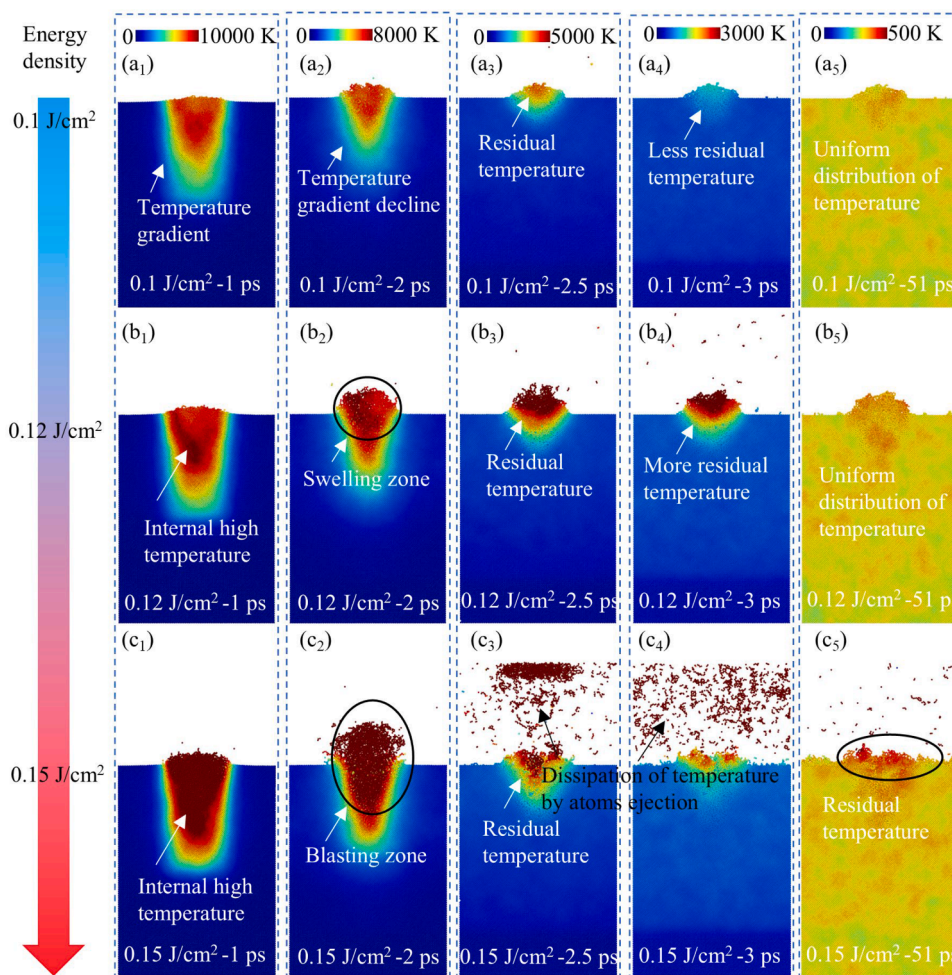 Energy
density
0 10000 K
0 8000 K
0 5000 K
0 3000 K
0 500 K
(a1)
(a2)
(a3)
(a4)
(a5)
0.1 J/cm²
Temperature
gradient
0.1 J/cm² -1 ps
Temperature
gradient decline
0.1 J/cm² -2 ps
Residual
temperature
0.1 J/cm² -2.5 ps
Less residual
temperature
0.1 J/cm² -3 ps
Uniform
distribution of
temperature
0.1 J/cm² -51 ps
(b1)
(b2)
(b3)
(b4)
(b5)
0.12 J/cm²
Internal high
temperature
0.12 J/cm² -1 ps
Swelling zone
0.12 J/cm² -2 ps
Residual
temperature
0.12 J/cm² -2.5 ps
More residual
temperature
0.12 J/cm² -3 ps
Uniform
distribution of
temperature
0.12 J/cm² -51 ps
(c1)
(c2)
(c3)
(c4)
(c5)
0.15 J/cm²
Internal high
temperature
0.15 J/cm² -1 ps
Blasting zone
0.15 J/cm² -2 ps
Dissipation of temperature
by atoms ejection
Residual
temperature
0.15 J/cm² -2.5 ps
0.15 J/cm² -3 ps
Residual
temperature
0.15 J/cm² -51 ps